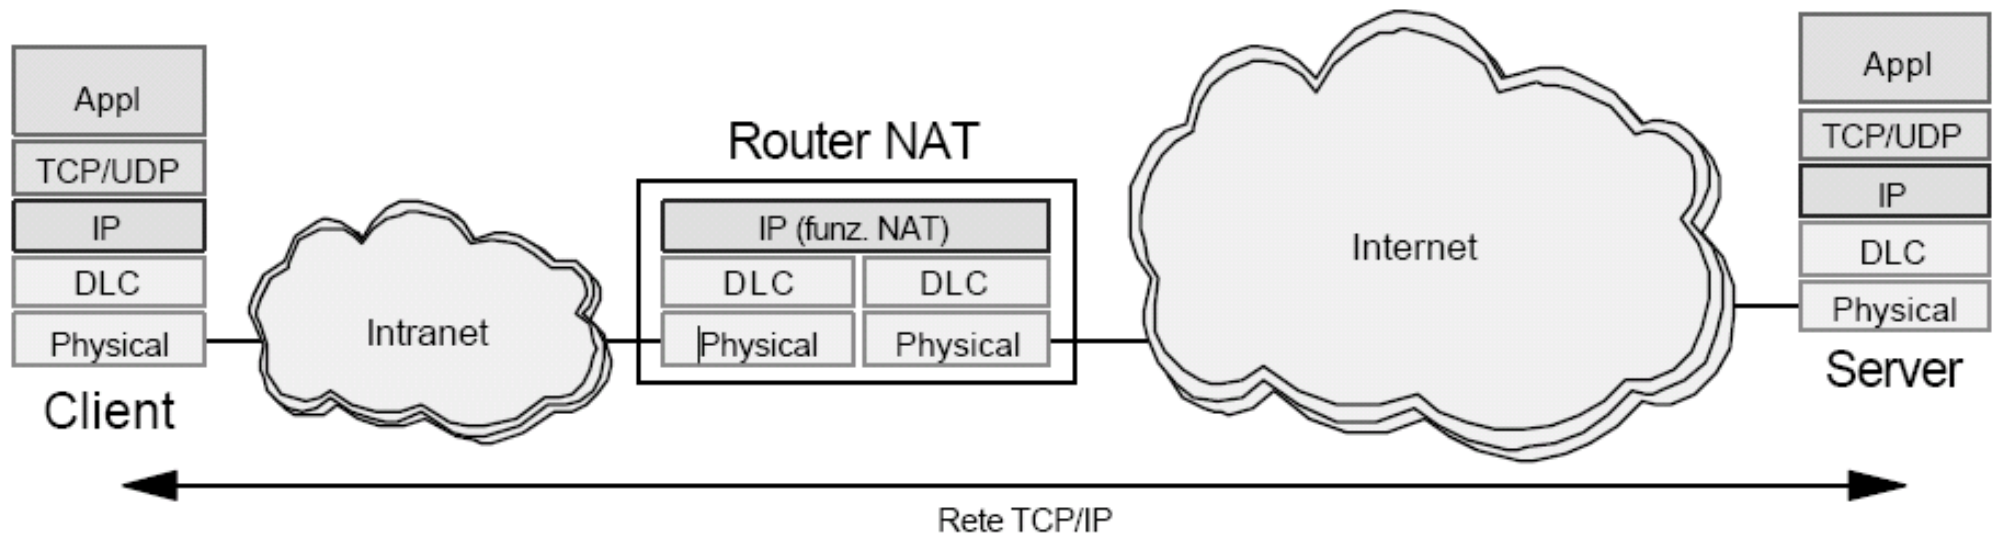 Appl
TCP/UDP
IP
DLC
Physical
Client
Intranet
Router NAT
IP (funz. NAT)
DLC
DLC
Physical
Physical
Internet
Appl
TCP/UDP
IP
DLC
Physical
Server
Rete TCP/IP